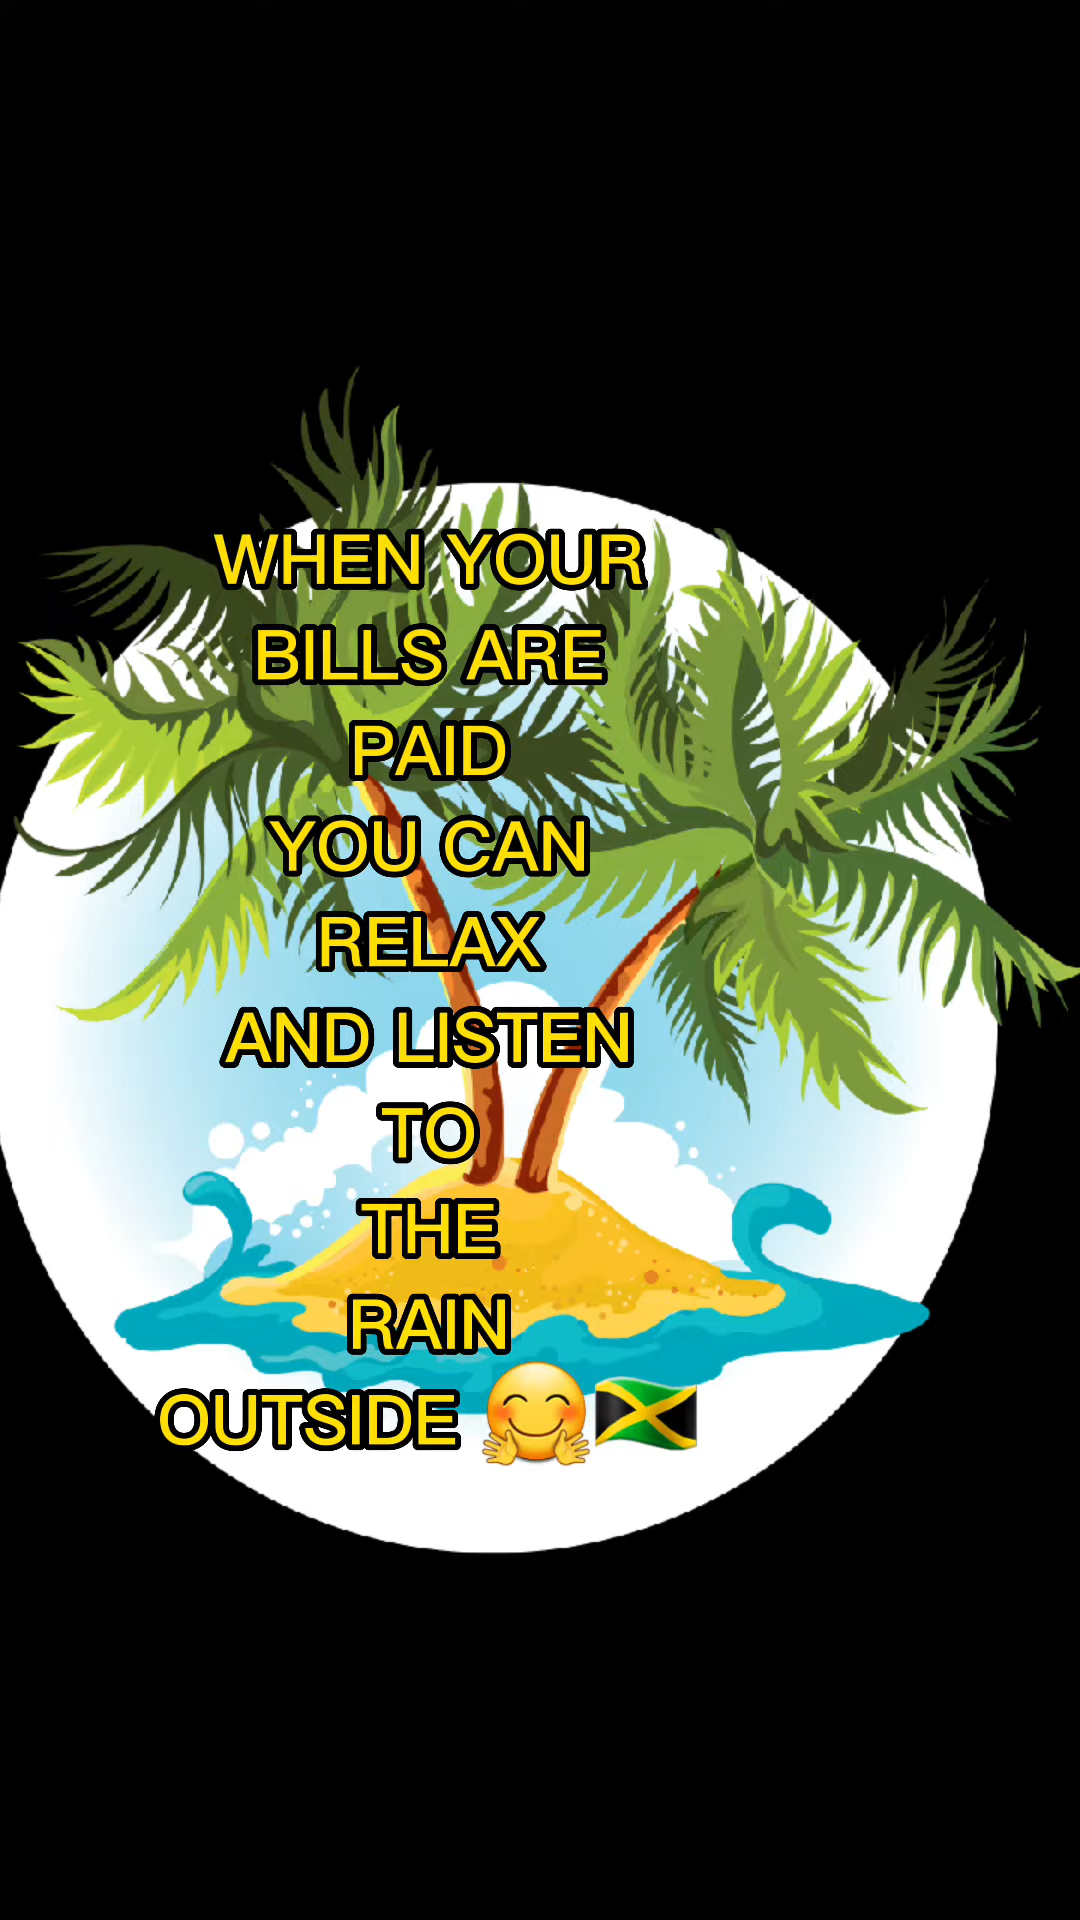 WHEN YOUR
BILLS ARE
PAID
YOU CAN
RELAX
AND LISTEN
TO
THE
RAIN
OUTSIDE 🤗🇯🇲